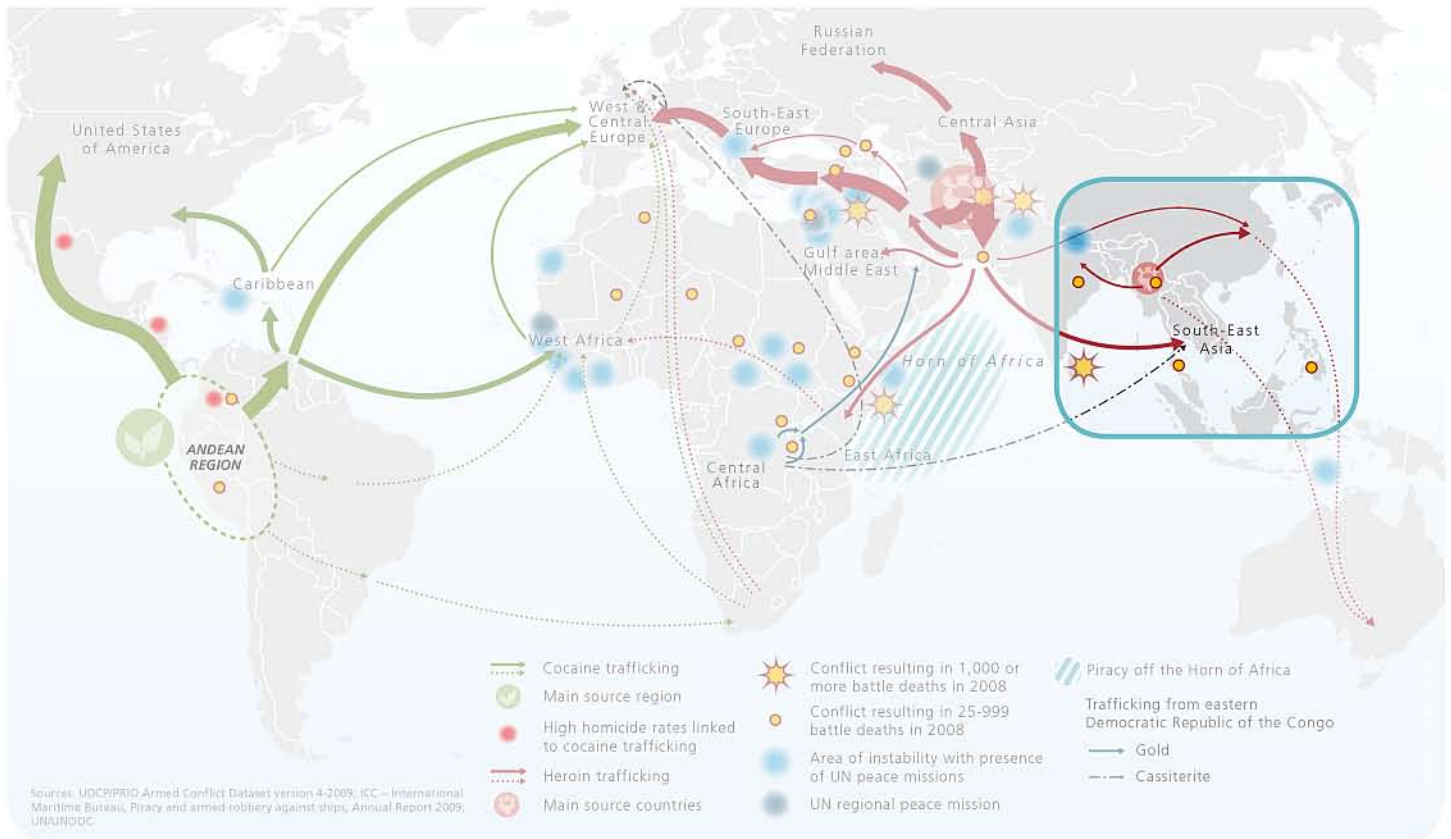 Russian
Federation
West &
Central
Europe
South-East
Europe
Central Asia
United States
of America
Caribbean
Gulf area,
Middle East
West Africa
Horn of Africa
South-East
Asia
ANDEAN
REGION
East Africa
Central
Africa
Cocaine trafficking
Main source region
High homicide rates linked
to cocaine trafficking
Heroin trafficking
Main source countries
Conflict resulting in 1,000 or
more battle deaths in 2008
Conflict resulting in 25-999
battle deaths in 2008
Area of instability with presence
of UN peace missions
UN regional peace mission
Piracy off the Horn of Africa
Trafficking from eastern
Democratic Republic of the Congo
Gold
Cassiterite
Sources: UDCP/PRIO Armed Conflict Dataset version 4-2009, ICC – International
Maritime Bureau, Piracy and armed robbery against ships, Annual Report 2009,
UN/UNODC